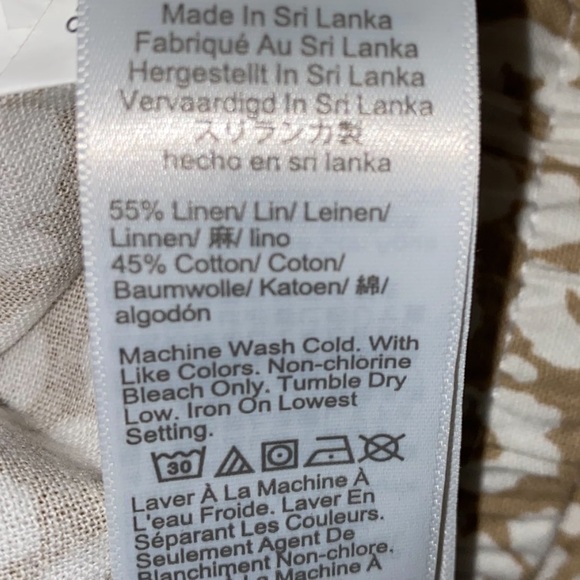 Made In Sri Lanka
Fabriqué Au Sri Lanka
Hergestellt In Sri Lanka
Vervaardigd In Sri Lanka
スリランカ製
hecho en sri lanka
55% Linen/ Lin/ Leinen/
Linnen/ 麻/ lino
45% Cotton/ Coton/
Baumwolle/ Katoen/ 綿/
algodón
Machine Wash Cold. With
Like Colors. Non-chlorine
Bleach Only. Tumble Dry
Low. Iron On Lowest
Setting.
30
Laver À La Machine À
L'eau Froide. Laver En
Séparant Les Couleurs.
Seulement Agent De
Blanchiment Non-chlore.